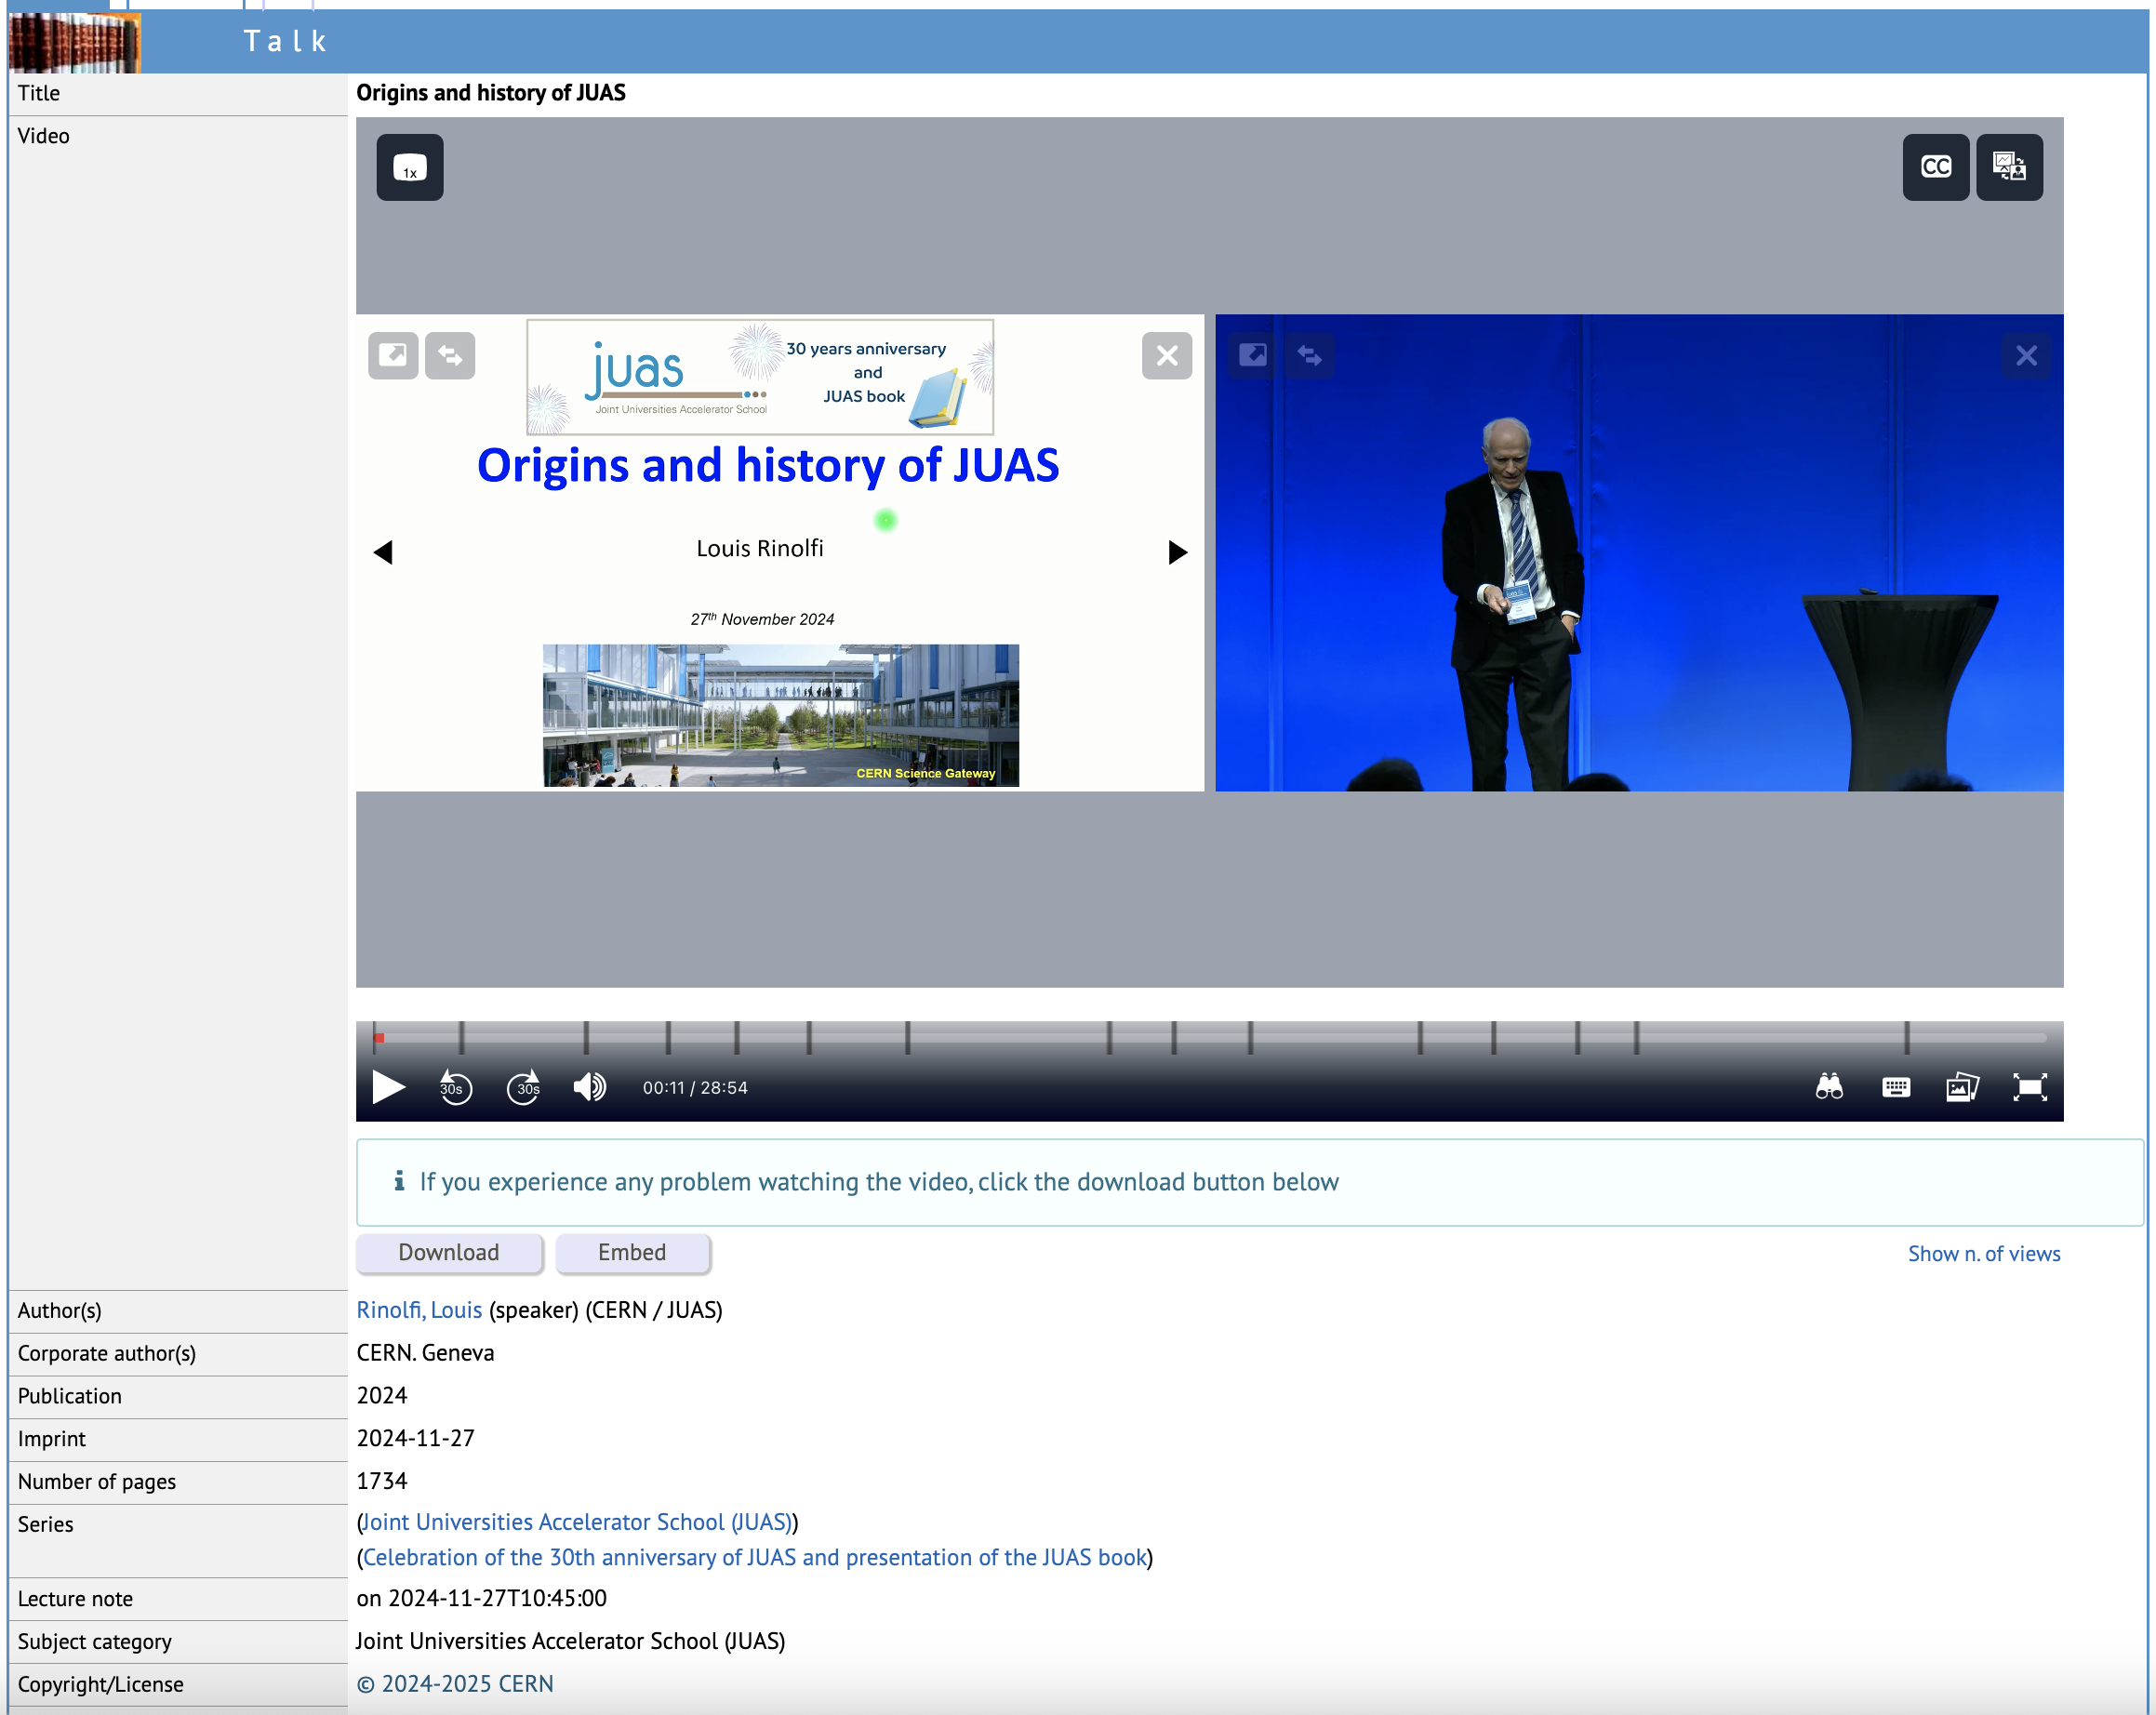 Talk
Title
Origins and history of JUAS
Video
1x
CC
juas
Joint Universities Accelerator School
30 years anniversary
and
JUAS book
Origins and history of JUAS
Louis Rinolfi
27th November 2024
CERN Science Gateway
30s
30s
00:11 / 28:54
If you experience any problem watching the video, click the download button below
Download
Embed
Show n. of views
Author(s)
Rinolfi, Louis (speaker) (CERN / JUAS)
Corporate author(s)
CERN. Geneva
Publication
2024
Imprint
2024-11-27
Number of pages
1734
Series
(Joint Universities Accelerator School (JUAS))
(Celebration of the 30th anniversary of JUAS and presentation of the JUAS book)
Lecture note
on 2024-11-27T10:45:00
Subject category
Joint Universities Accelerator School (JUAS)
Copyright/License
© 2024-2025 CERN